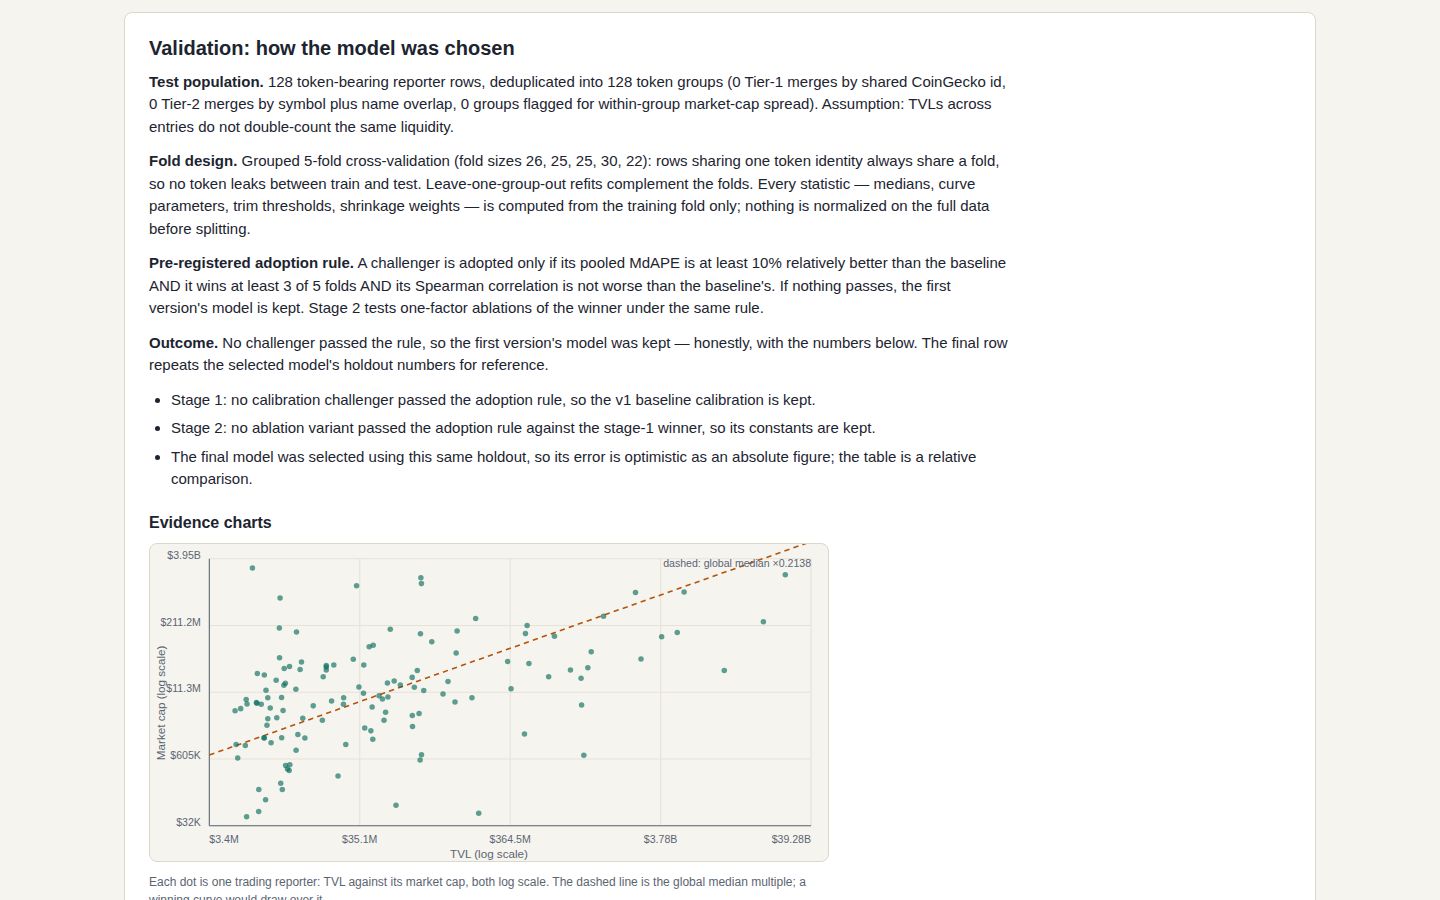 Validation: how the model was chosen
Test population. 128 token-bearing reporter rows, deduplicated into 128 token groups (0 Tier-1 merges by shared CoinGecko id,
0 Tier-2 merges by symbol plus name overlap, 0 groups flagged for within-group market-cap spread). Assumption: TVLs across
entries do not double-count the same liquidity.
Fold design. Grouped 5-fold cross-validation (fold sizes 26, 25, 25, 30, 22): rows sharing one token identity always share a fold,
so no token leaks between train and test. Leave-one-group-out refits complement the folds. Every statistic — medians, curve
parameters, trim thresholds, shrinkage weights — is computed from the training fold only; nothing is normalized on the full data
before splitting.
Pre-registered adoption rule. A challenger is adopted only if its pooled MdAPE is at least 10% relatively better than the baseline
AND it wins at least 3 of 5 folds AND its Spearman correlation is not worse than the baseline's. If nothing passes, the first
version's model is kept. Stage 2 tests one-factor ablations of the winner under the same rule.
Outcome. No challenger passed the rule, so the first version's model was kept — honestly, with the numbers below. The final row
repeats the selected model's holdout numbers for reference.
Stage 1: no calibration challenger passed the adoption rule, so the v1 baseline calibration is kept.
Stage 2: no ablation variant passed the adoption rule against the stage-1 winner, so its constants are kept.
The final model was selected using this same holdout, so its error is optimistic as an absolute figure; the table is a relative
comparison.
Evidence charts
$3.95B
dashed: global median ×0.2138
$211.2M
$11.3M
Market cap (log scale)
$605K
$32K
$3.4M
$35.1M
$364.5M
$3.78B
$39.28B
TVL (log scale)
Each dot is one trading reporter: TVL against its market cap, both log scale. The dashed line is the global median multiple; a
winning curve would draw over it.